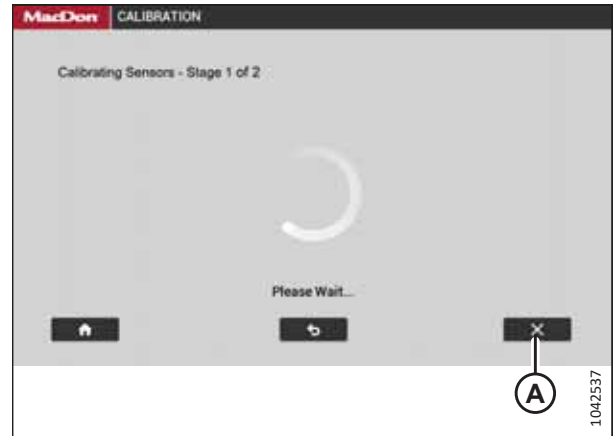 MacDon CALIBRATION
Calibrating Sensors - Stage 1 of 2
Please Wait...
A
1042537